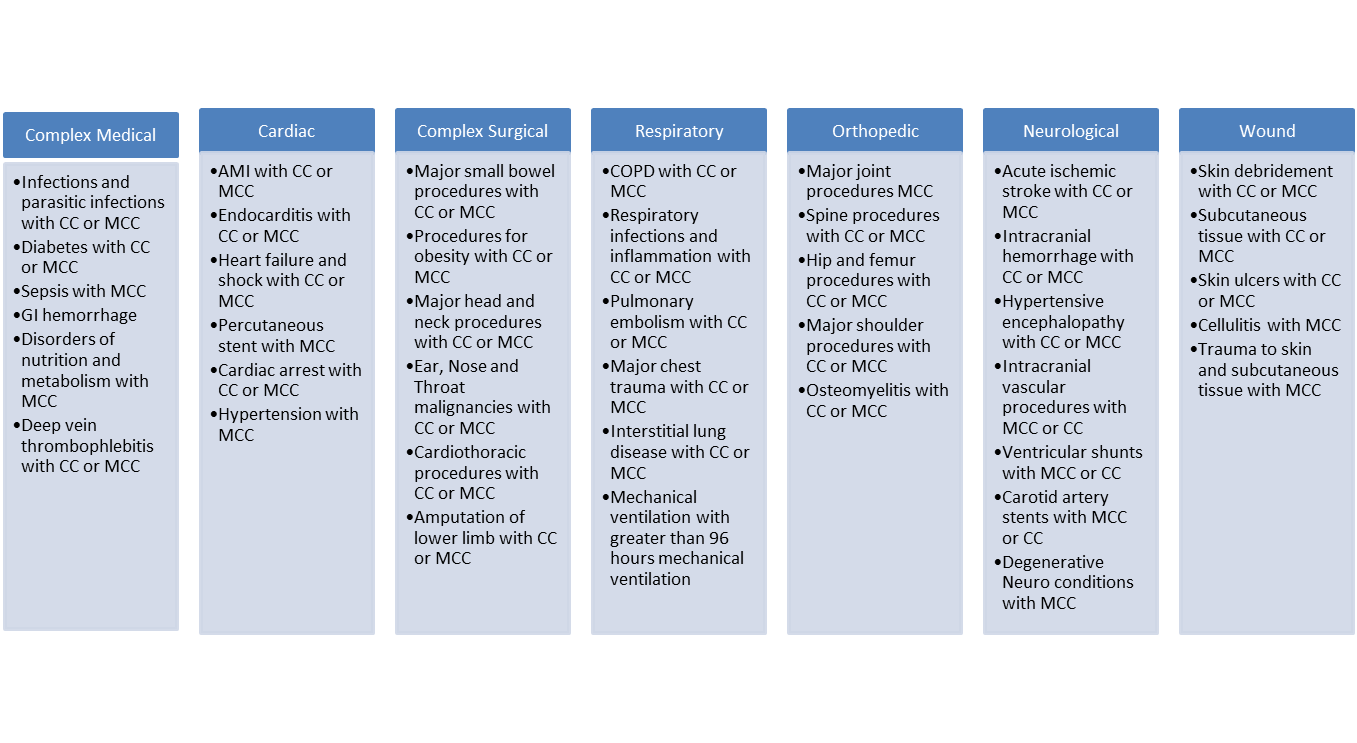 Complex Medical
•Infections and
parasitic infections
with CC or MCC
•Diabetes with CC
or MCC
•Sepsis with MCC
•GI hemorrhage
•Disorders of
nutrition and
metabolism with
MCC
•Deep vein
thrombophlebitis
with CC or MCC
Cardiac
•AMI with CC or
MCC
•Endocarditis with
CC or MCC
•Heart failure and
shock with CC or
MCC
•Percutaneous
stent with MCC
•Cardiac arrest with
CC or MCC
•Hypertension with
MCC
Complex Surgical
•Major small bowel
procedures with
CC or MCC
•Procedures for
obesity with CC or
MCC
•Major head and
neck procedures
with CC or MCC
•Ear, Nose and
Throat
malignancies with
CC or MCC
•Cardiothoracic
procedures with
CC or MCC
•Amputation of
lower limb with CC
or MCC
Respiratory
•COPD with CC or
MCC
•Respiratory
infections and
inflammation with
CC or MCC
•Pulmonary
embolism with CC
or MCC
•Major chest
trauma with CC or
MCC
•Interstitial lung
disease with CC or
MCC
•Mechanical
ventilation with
greater than 96
hours mechanical
ventilation
Orthopedic
•Major joint
procedures MCC
•Spine procedures
with CC or MCC
•Hip and femur
procedures with
CC or MCC
•Major shoulder
procedures with
CC or MCC
•Osteomyelitis with
CC or MCC
Neurological
•Acute ischemic
stroke with CC or
MCC
•Intracranial
hemorrhage with
CC or MCC
•Hypertensive
encephalopathy
with CC or MCC
•Intracranial
vascular
procedures with
MCC or CC
•Ventricular shunts
with MCC or CC
•Carotid artery
stents with MCC
or CC
•Degenerative
Neuro conditions
with MCC
Wound
•Skin debridement
with CC or MCC
•Subcutaneous
tissue with CC or
MCC
•Skin ulcers with CC
or MCC
•Cellulitis with MCC
•Trauma to skin
and subcutaneous
tissue with MCC